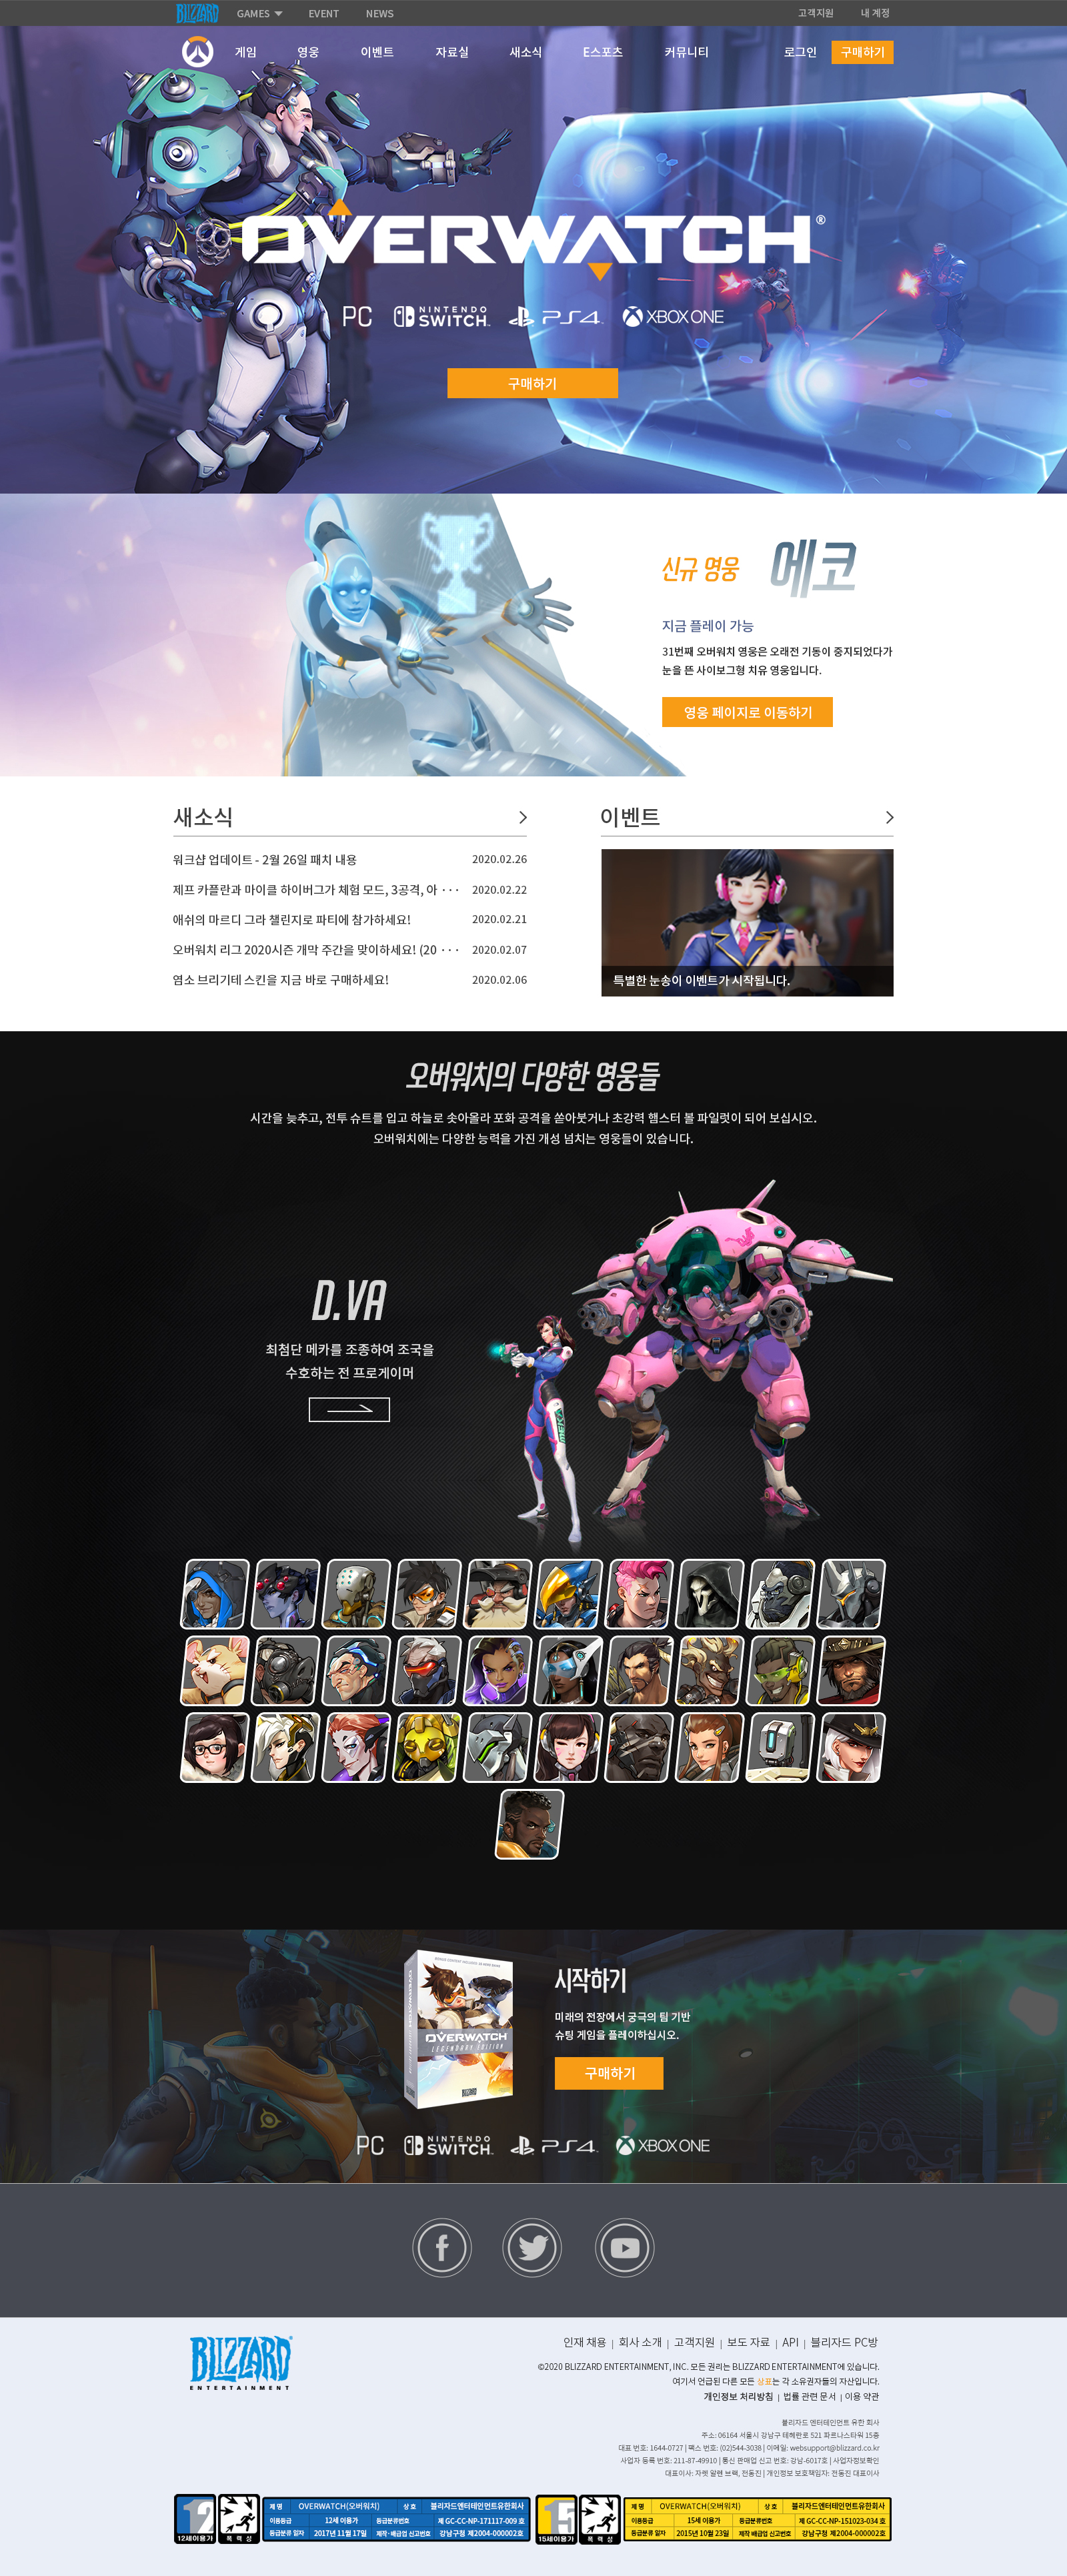 BLIZZARD GAMES EVENT NEWS 고객지원 내 계정
게임 영웅 이벤트 자료실 새소식 E스포츠 커뮤니티 로그인 구매하기
OVERWATCH®
PC NINTENDO SWITCH™ PS4™ XBOX ONE
구매하기
신규 영웅 에코
지금 플레이 가능
31번째 오버워치 영웅은 오래전 기동이 중지되었다가
눈을 뜬 사이보그형 치유 영웅입니다.
영웅 페이지로 이동하기
새소식
워크샵 업데이트 - 2월 26일 패치 내용 2020.02.26
제프 카플란과 마이클 하이버그가 체험 모드, 3공격, 아 ··· 2020.02.22
애쉬의 마르디 그라 챌린지로 파티에 참가하세요! 2020.02.21
오버워치 리그 2020시즌 개막 주간을 맞이하세요! (20 ··· 2020.02.07
염소 브리기테 스킨을 지금 바로 구매하세요! 2020.02.06
이벤트
특별한 눈송이 이벤트가 시작됩니다.
오버워치의 다양한 영웅들
시간을 늦추고, 전투 슈트를 입고 하늘로 솟아올라 포화 공격을 쏟아붓거나 초강력 햄스터 볼 파일럿이 되어 보십시오.
오버워치에는 다양한 능력을 가진 개성 넘치는 영웅들이 있습니다.
D.VA
최첨단 메카를 조종하여 조국을
수호하는 전 프로게이머
시작하기
미래의 전장에서 궁극의 팀 기반
슈팅 게임을 플레이하십시오.
구매하기
OVERWATCH
LEGENDARY EDITION
BLIZZARD
PC NINTENDO SWITCH™ PS4™ XBOX ONE
BLIZZARD®
ENTERTAINMENT
인재 채용 | 회사 소개 | 고객지원 | 보도 자료 | API | 블리자드 PC방
©2020 BLIZZARD ENTERTAINMENT, INC. 모든 권리는 BLIZZARD ENTERTAINMENT에 있습니다.
여기서 언급된 다른 모든 상표는 각 소유권자들의 자산입니다.
개인정보 처리방침 | 법률 관련 문서 | 이용 약관
블리자드 엔터테인먼트 유한 회사
주소: 06164 서울시 강남구 테헤란로 521 파르나스타워 15층
대표 번호: 1644-0727 | 팩스 번호: (02)544-3038 | 이메일: websupport@blizzard.co.kr
사업자 등록 번호: 211-87-49910 | 통신 판매업 신고 번호: 강남-6017호 | 사업자정보확인
대표이사: 자렛 알렌 브랙, 전동진 | 개인정보 보호책임자: 전동진 대표이사
12
12세이용가 폭력성
제 명 OVERWATCH(오버워치) 상 호 블리자드엔터테인먼트유한회사
이용등급 12세 이용가 등급분류번호 제 GC-CC-NP-171117-009 호
등급분류 일자 2017년 11월 17일 제작·배급업 신고번호 강남구청 제2004-000002호
15
15세이용가 폭력성
제 명 OVERWATCH(오버워치) 상 호 블리자드엔터테인먼트유한회사
이용등급 15세 이용가 등급분류번호 제 GC-CC-NP-151023-034 호
등급분류 일자 2015년 10월 23일 제작 배급업 신고번호 강남구청 제2004-000002호